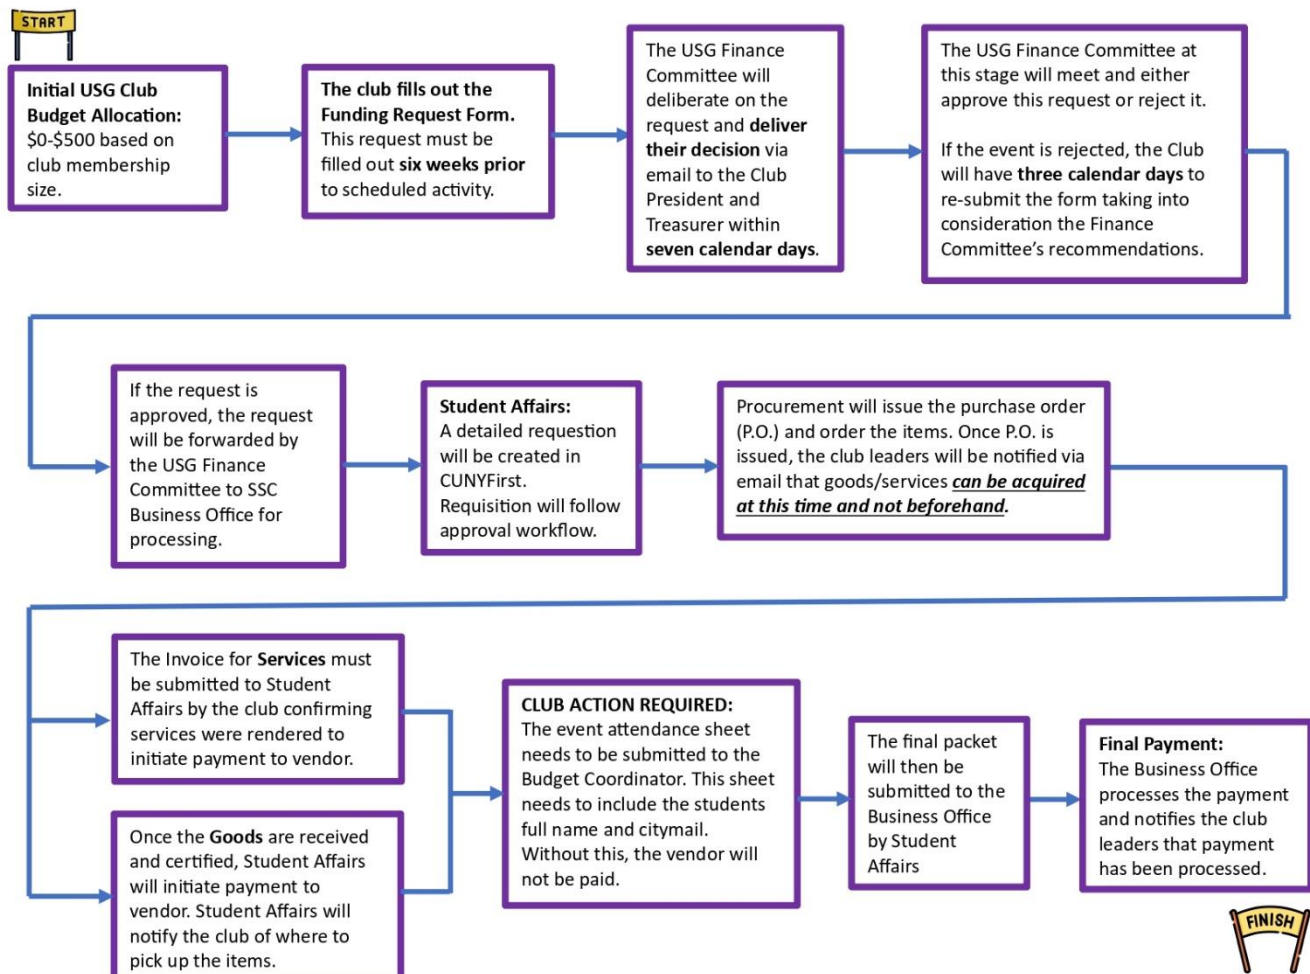 START
Initial USG Club
Budget Allocation:
$0-$500 based on
club membership
size.
The club fills out the
Funding Request Form.
This request must be
filled out six weeks prior
to scheduled activity.
The USG Finance
Committee will
deliberate on the
request and deliver
their decision via
email to the Club
President and
Treasurer within
seven calendar days.
The USG Finance Committee at
this stage will meet and either
approve this request or reject it.
If the event is rejected, the Club
will have three calendar days to
re-submit the form taking into
consideration the Finance
Committee's recommendations.
If the request is
approved, the request
will be forwarded by
the USG Finance
Committee to SSC
Business Office for
processing.
Student Affairs:
A detailed requestion
will be created in
CUNYFirst.
Requisition will follow
approval workflow.
Procurement will issue the purchase order
(P.O.) and order the items. Once P.O. is
issued, the club leaders will be notified via
email that goods/services can be acquired
at this time and not beforehand.
The Invoice for Services must
be submitted to Student
Affairs by the club confirming
services were rendered to
initiate payment to vendor.
Once the Goods are received
and certified, Student Affairs
will initiate payment to
vendor. Student Affairs will
notify the club of where to
pick up the items.
CLUB ACTION REQUIRED:
The event attendance sheet
needs to be submitted to the
Budget Coordinator. This sheet
needs to include the students
full name and citymail.
Without this, the vendor will
not be paid.
The final packet
will then be
submitted to the
Business Office
by Student
Affairs
Final Payment:
The Business Office
processes the payment
and notifies the club
leaders that payment
has been processed.
FINISH